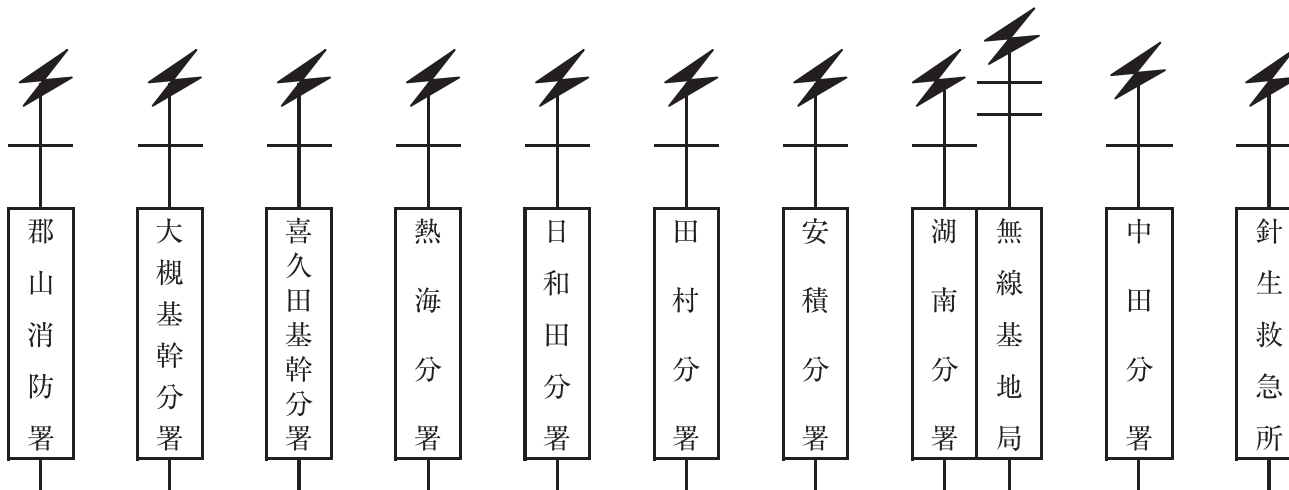 郡山消防署
大槻基幹分署
喜久田基幹分署
熱海分署
日和田分署
田村分署
安積分署
湖南分署
無線基地局
中田分署
針生救急所